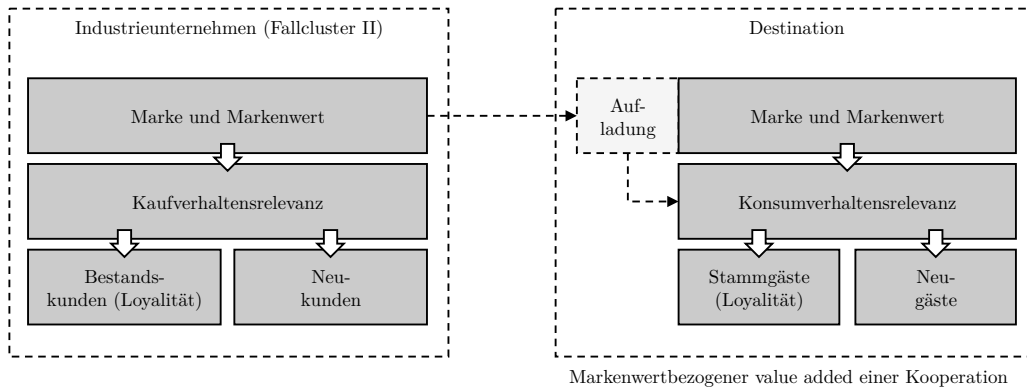 Industrieunternehmen (Fallcluster II)
Marke und Markenwert
Kaufverhaltensrelevanz
Bestands-
kunden (Loyalität)
Neu-
kunden
Destination
Auf-
ladung
Marke und Markenwert
Konsumverhaltensrelevanz
Stammgäste
(Loyalität)
Neu-
gäste
Markenwertbezogener value added einer Kooperation